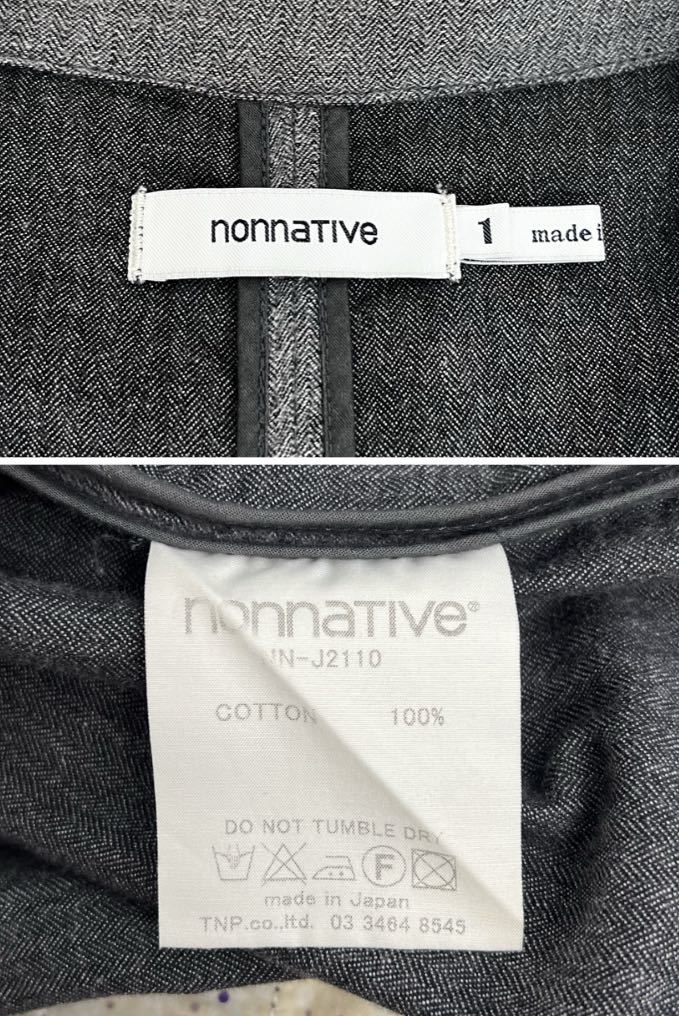 nonnative
1
made i
nonnative®
NN-J2110
COTTON 100%
DO NOT TUMBLE DRY
F
made in Japan
TNP.co.,ltd. 03 3464 8545